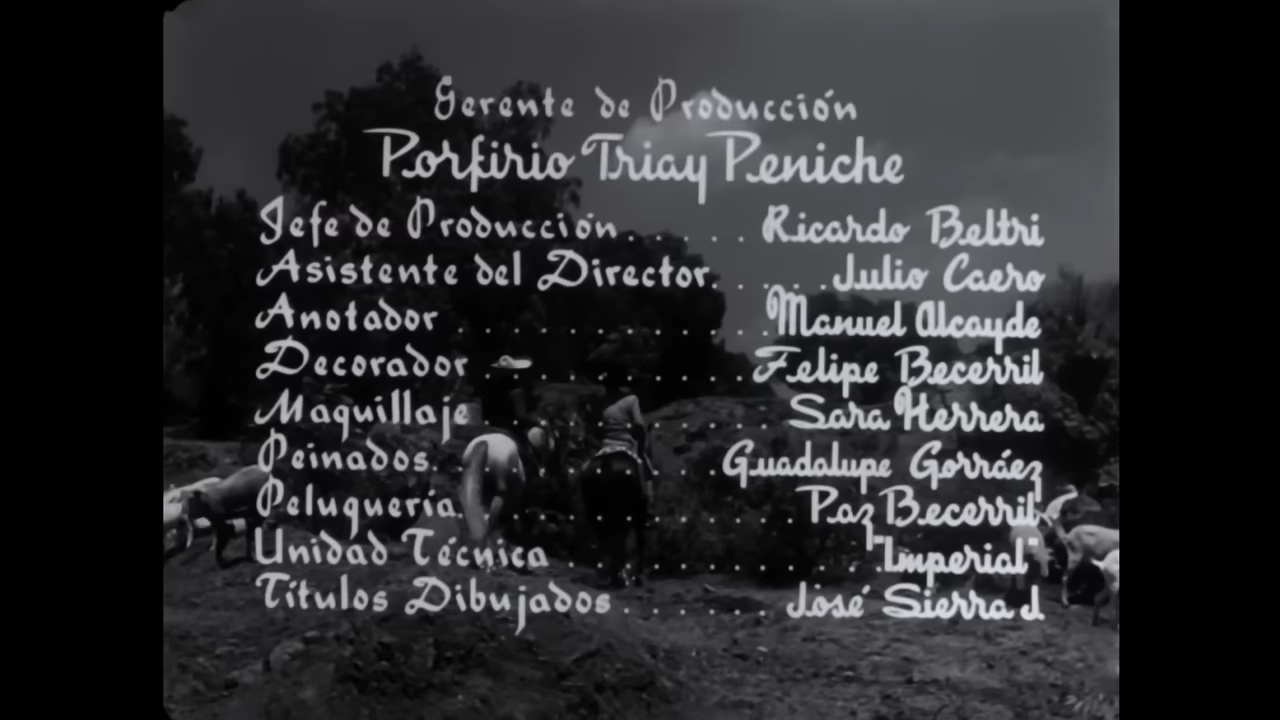 Gerente de Producción
Porfirio Triay Peniche
Jefe de Producción. . . . . Ricardo Beltri
Asistente del Director. . . . . Julio Caero
Anotador . . . . . . . . . . . . Manuel Alcayde
Decorador . . . . . . . . . . Felipe Becerril
Maquillaje . . . . . . . . . . . Sara Herrera
Peinados. . . . . . . . . . Guadalupe Gorráez
Peluquería. . . . . . . . . . . . . Paz Becerril
Unidad Técnica . . . . . . . . . . . . "Imperial"
Títulos Dibujados . . . . . . José Sierra J